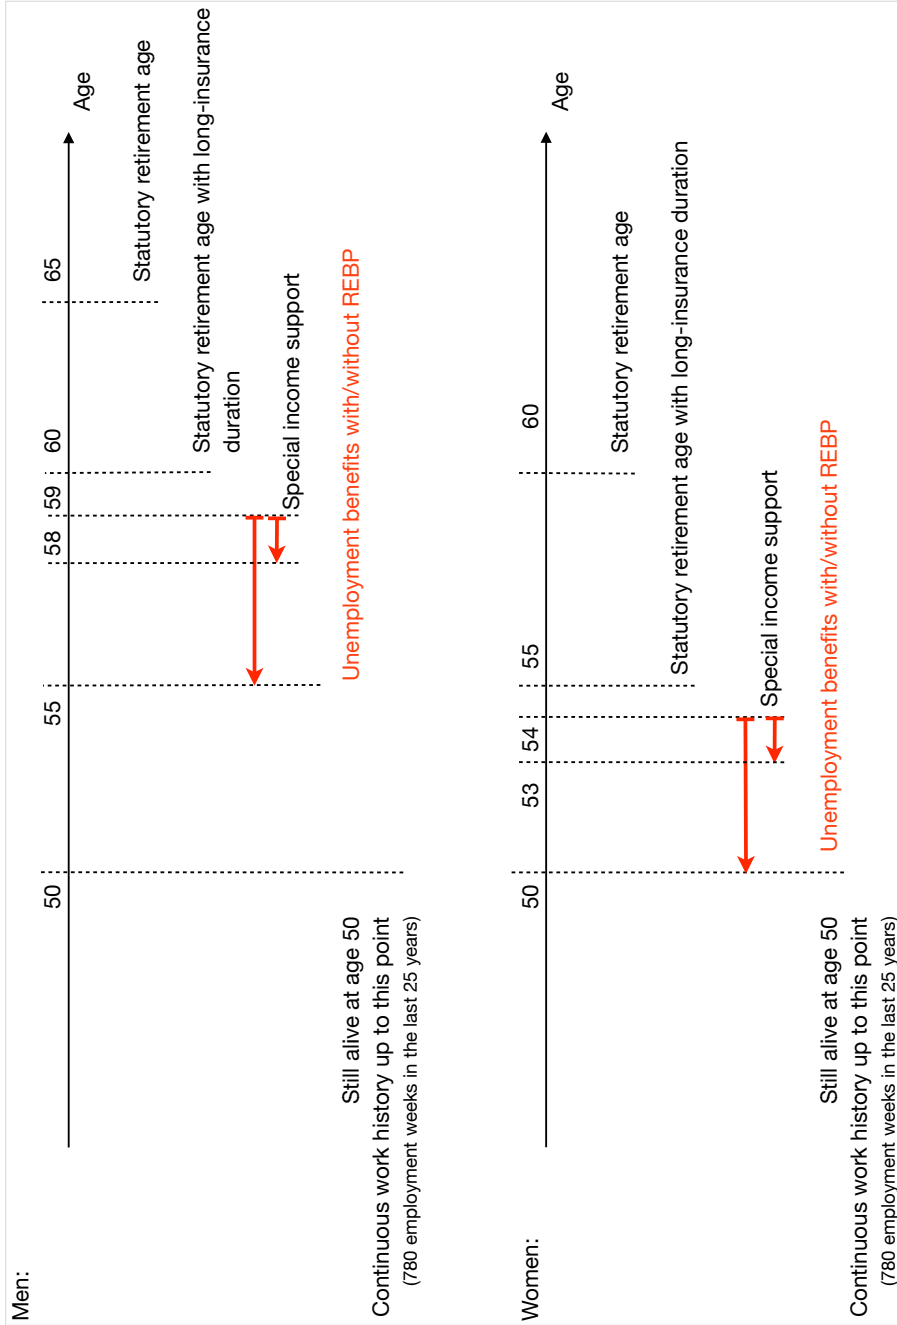 Men:
50
55
58
59
60
65
Age
Statutory retirement age
Statutory retirement age with long-insurance
duration
Special income support
Unemployment benefits with/without REBP
Still alive at age 50
Continuous work history up to this point
(780 employment weeks in the last 25 years)
Women:
50
53
54
55
60
Age
Statutory retirement age
Statutory retirement age with long-insurance duration
Special income support
Unemployment benefits with/without REBP
Still alive at age 50
Continuous work history up to this point
(780 employment weeks in the last 25 years)